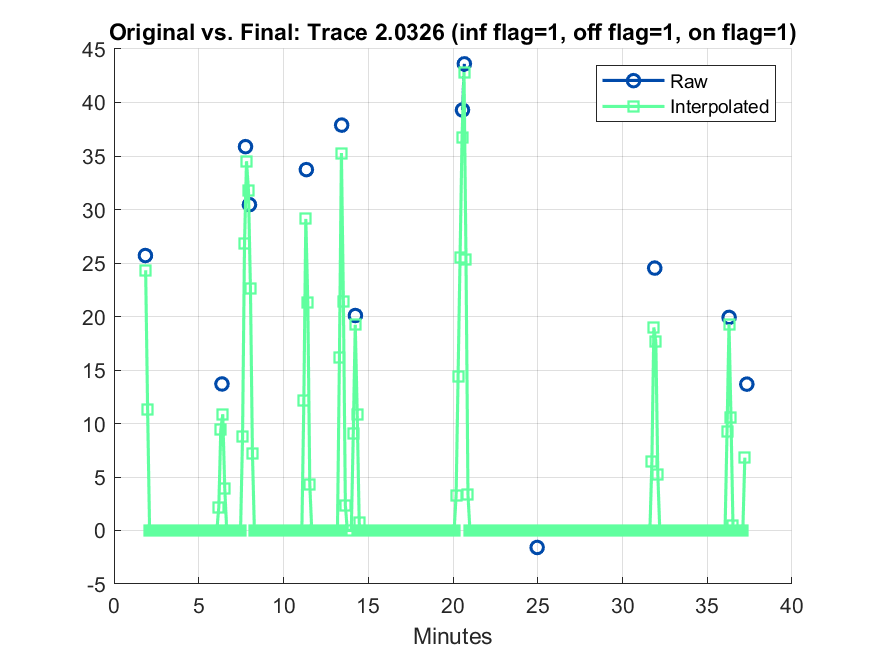 Original vs. Final: Trace 2.0326 (inf flag=1, off flag=1, on flag=1)
45
40
35
30
25
20
15
10
5
0
-5
Raw
Interpolated
0 5 10 15 20 25 30 35 40
Minutes